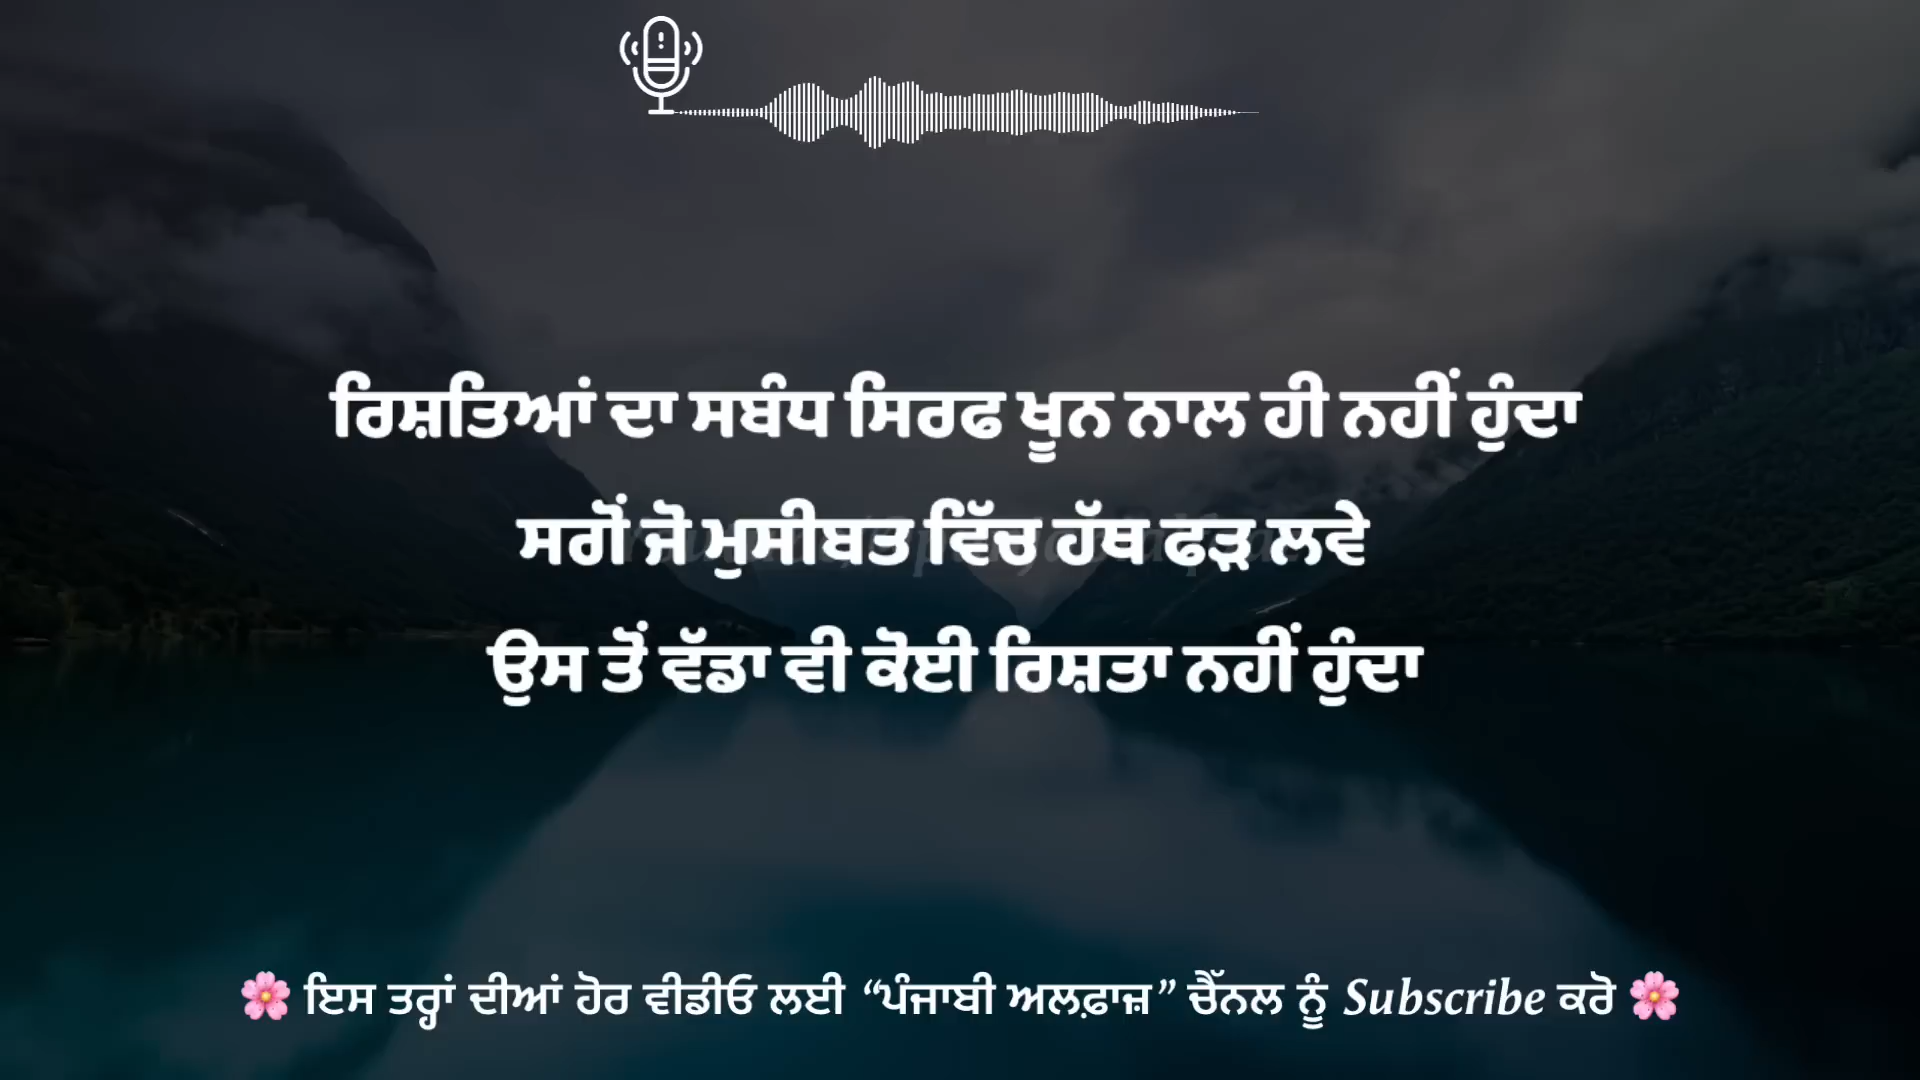 ਰਿਸ਼ਤਿਆਂ ਦਾ ਸਬੰਧ ਸਿਰਫ ਖੂਨ ਨਾਲ ਹੀ ਨਹੀਂ ਹੁੰਦਾ
ਸਗੋਂ ਜੋ ਮੁਸੀਬਤ ਵਿੱਚ ਹੱਥ ਫੜ ਲਵੇ
ਉਸ ਤੋਂ ਵੱਡਾ ਵੀ ਕੋਈ ਰਿਸ਼ਤਾ ਨਹੀਂ ਹੁੰਦਾ
🌸 ਇਸ ਤਰ੍ਹਾਂ ਦੀਆਂ ਹੋਰ ਵੀਡੀਓ ਲਈ “ਪੰਜਾਬੀ ਅਲਫ਼ਾਜ਼” ਚੈੱਨਲ ਨੂੰ Subscribe ਕਰੋ 🌸